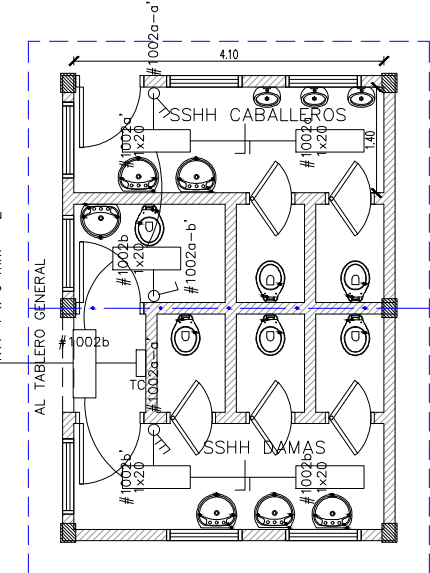 4.10
#1002a-a'
SSHH CABALLEROS
#1002a'
1x20
#1002a'
1x20
1.40
#1002b
1x20
#1002a-b'
AL TABLERO GENERAL
#1002b
TC
#1002a-a'
SSHH DAMAS
#1002b'
1x20
#1002b'
1x20